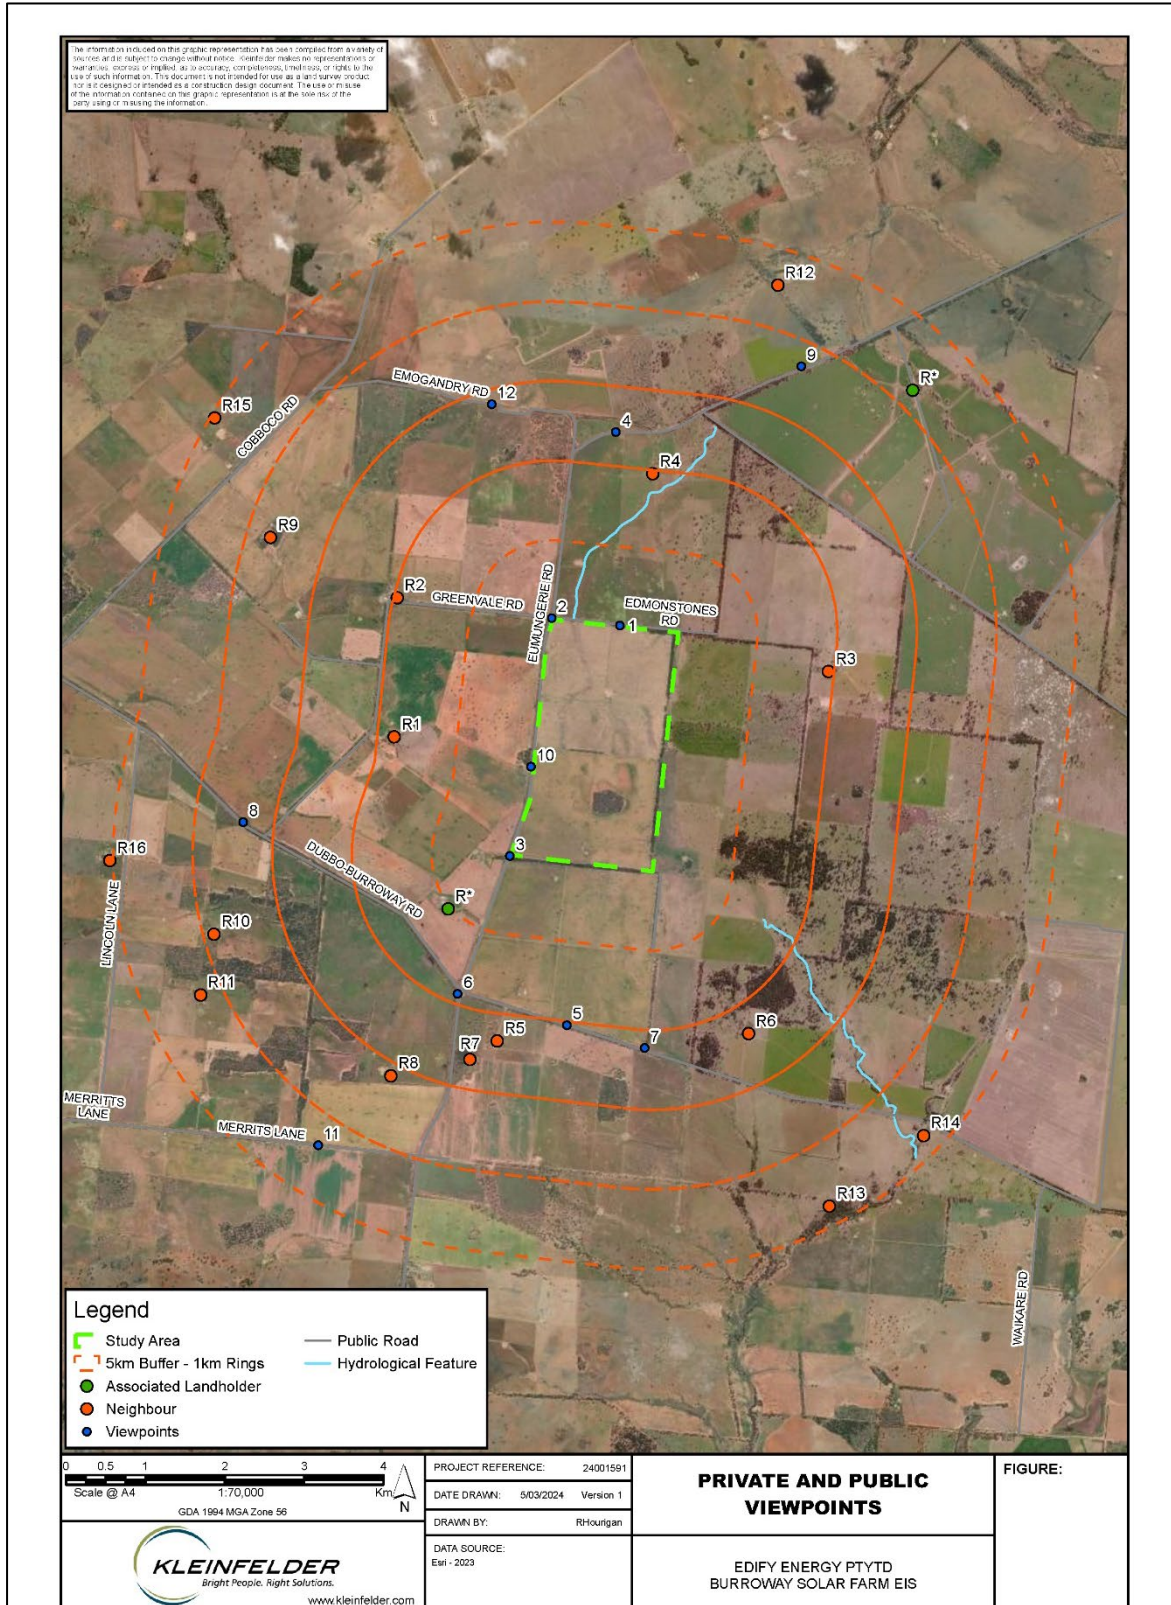 The information included on this graphic representation has been compiled from a variety of
sources and is subject to change without notice. Kleinfelder makes no representations or
warranties, express or implied, as to accuracy, completeness, timeliness, or rights to the
use of such information. This document is not intended for use as a land survey product
nor is it designed or intended as a construction design document. The use or misuse
of the information contained on this graphic representation is at the sole risk of the
party using or misusing the information.
R12
9
R*
EMOGANDRY RD
12
R15
COBBOCO RD
4
R4
R9
R2
GREENVALE RD
EUMUNGERIE RD
2
EDMONSTONES
RD
1
R3
R1
10
8
R16
DUBBO-BURROWAY RD
3
R*
LINCOLN LANE
R10
R11
6
5
R5
R6
7
R7
R8
MERRITTS
LANE
MERRITS LANE
11
R14
R13
WAIKARE RD
Legend
Study Area
Public Road
5km Buffer - 1km Rings
Hydrological Feature
Associated Landholder
Neighbour
Viewpoints
0 0.5 1 2 3 4
Scale @ A4 1:70,000 Km
N
GDA 1994 MGA Zone 56
KLEINFELDER
Bright People. Right Solutions.
www.kleinfelder.com
PROJECT REFERENCE: 24001591
DATE DRAWN: 5/03/2024 Version 1
DRAWN BY: RHourigan
DATA SOURCE:
Esri - 2023
PRIVATE AND PUBLIC
VIEWPOINTS
EDIFY ENERGY PTYTD
BURROWAY SOLAR FARM EIS
FIGURE: